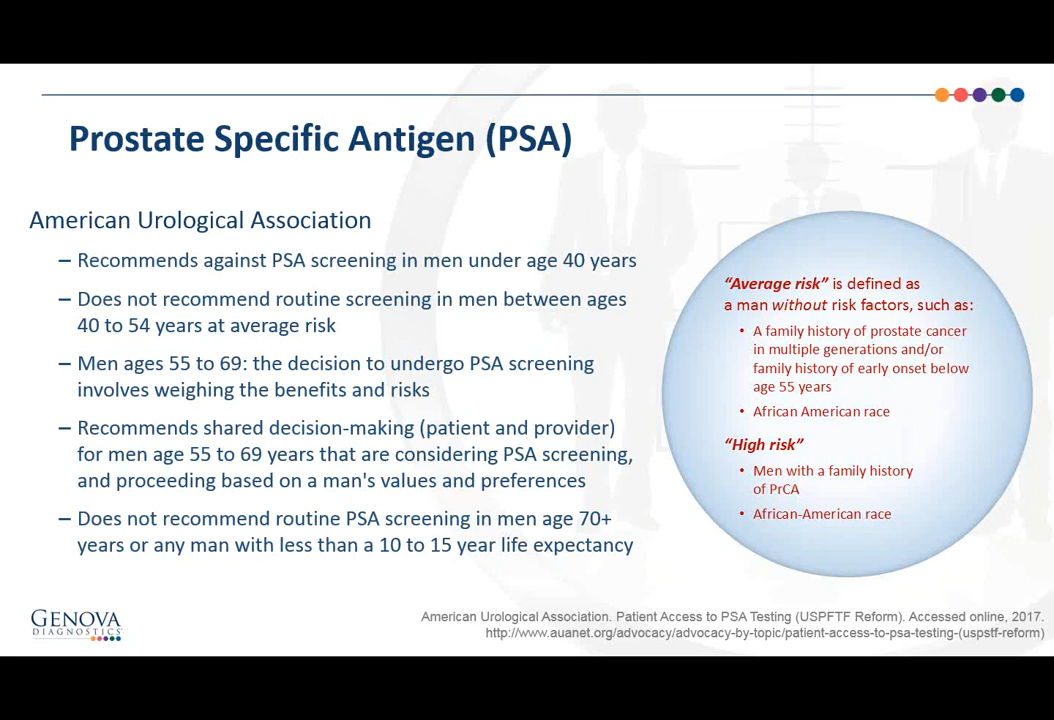 Prostate Specific Antigen (PSA)
American Urological Association
– Recommends against PSA screening in men under age 40 years
– Does not recommend routine screening in men between ages
40 to 54 years at average risk
– Men ages 55 to 69: the decision to undergo PSA screening
involves weighing the benefits and risks
– Recommends shared decision-making (patient and provider)
for men age 55 to 69 years that are considering PSA screening,
and proceeding based on a man's values and preferences
– Does not recommend routine PSA screening in men age 70+
years or any man with less than a 10 to 15 year life expectancy
“Average risk” is defined as
a man without risk factors, such as:
• A family history of prostate cancer
in multiple generations and/or
family history of early onset below
age 55 years
• African American race
“High risk”
• Men with a family history
of PrCA
• African-American race
GENOVA
DIAGNOSTICS
American Urological Association. Patient Access to PSA Testing (USPFTF Reform). Accessed online, 2017.
http://www.auanet.org/advocacy/advocacy-by-topic/patient-access-to-psa-testing-(uspstf-reform)